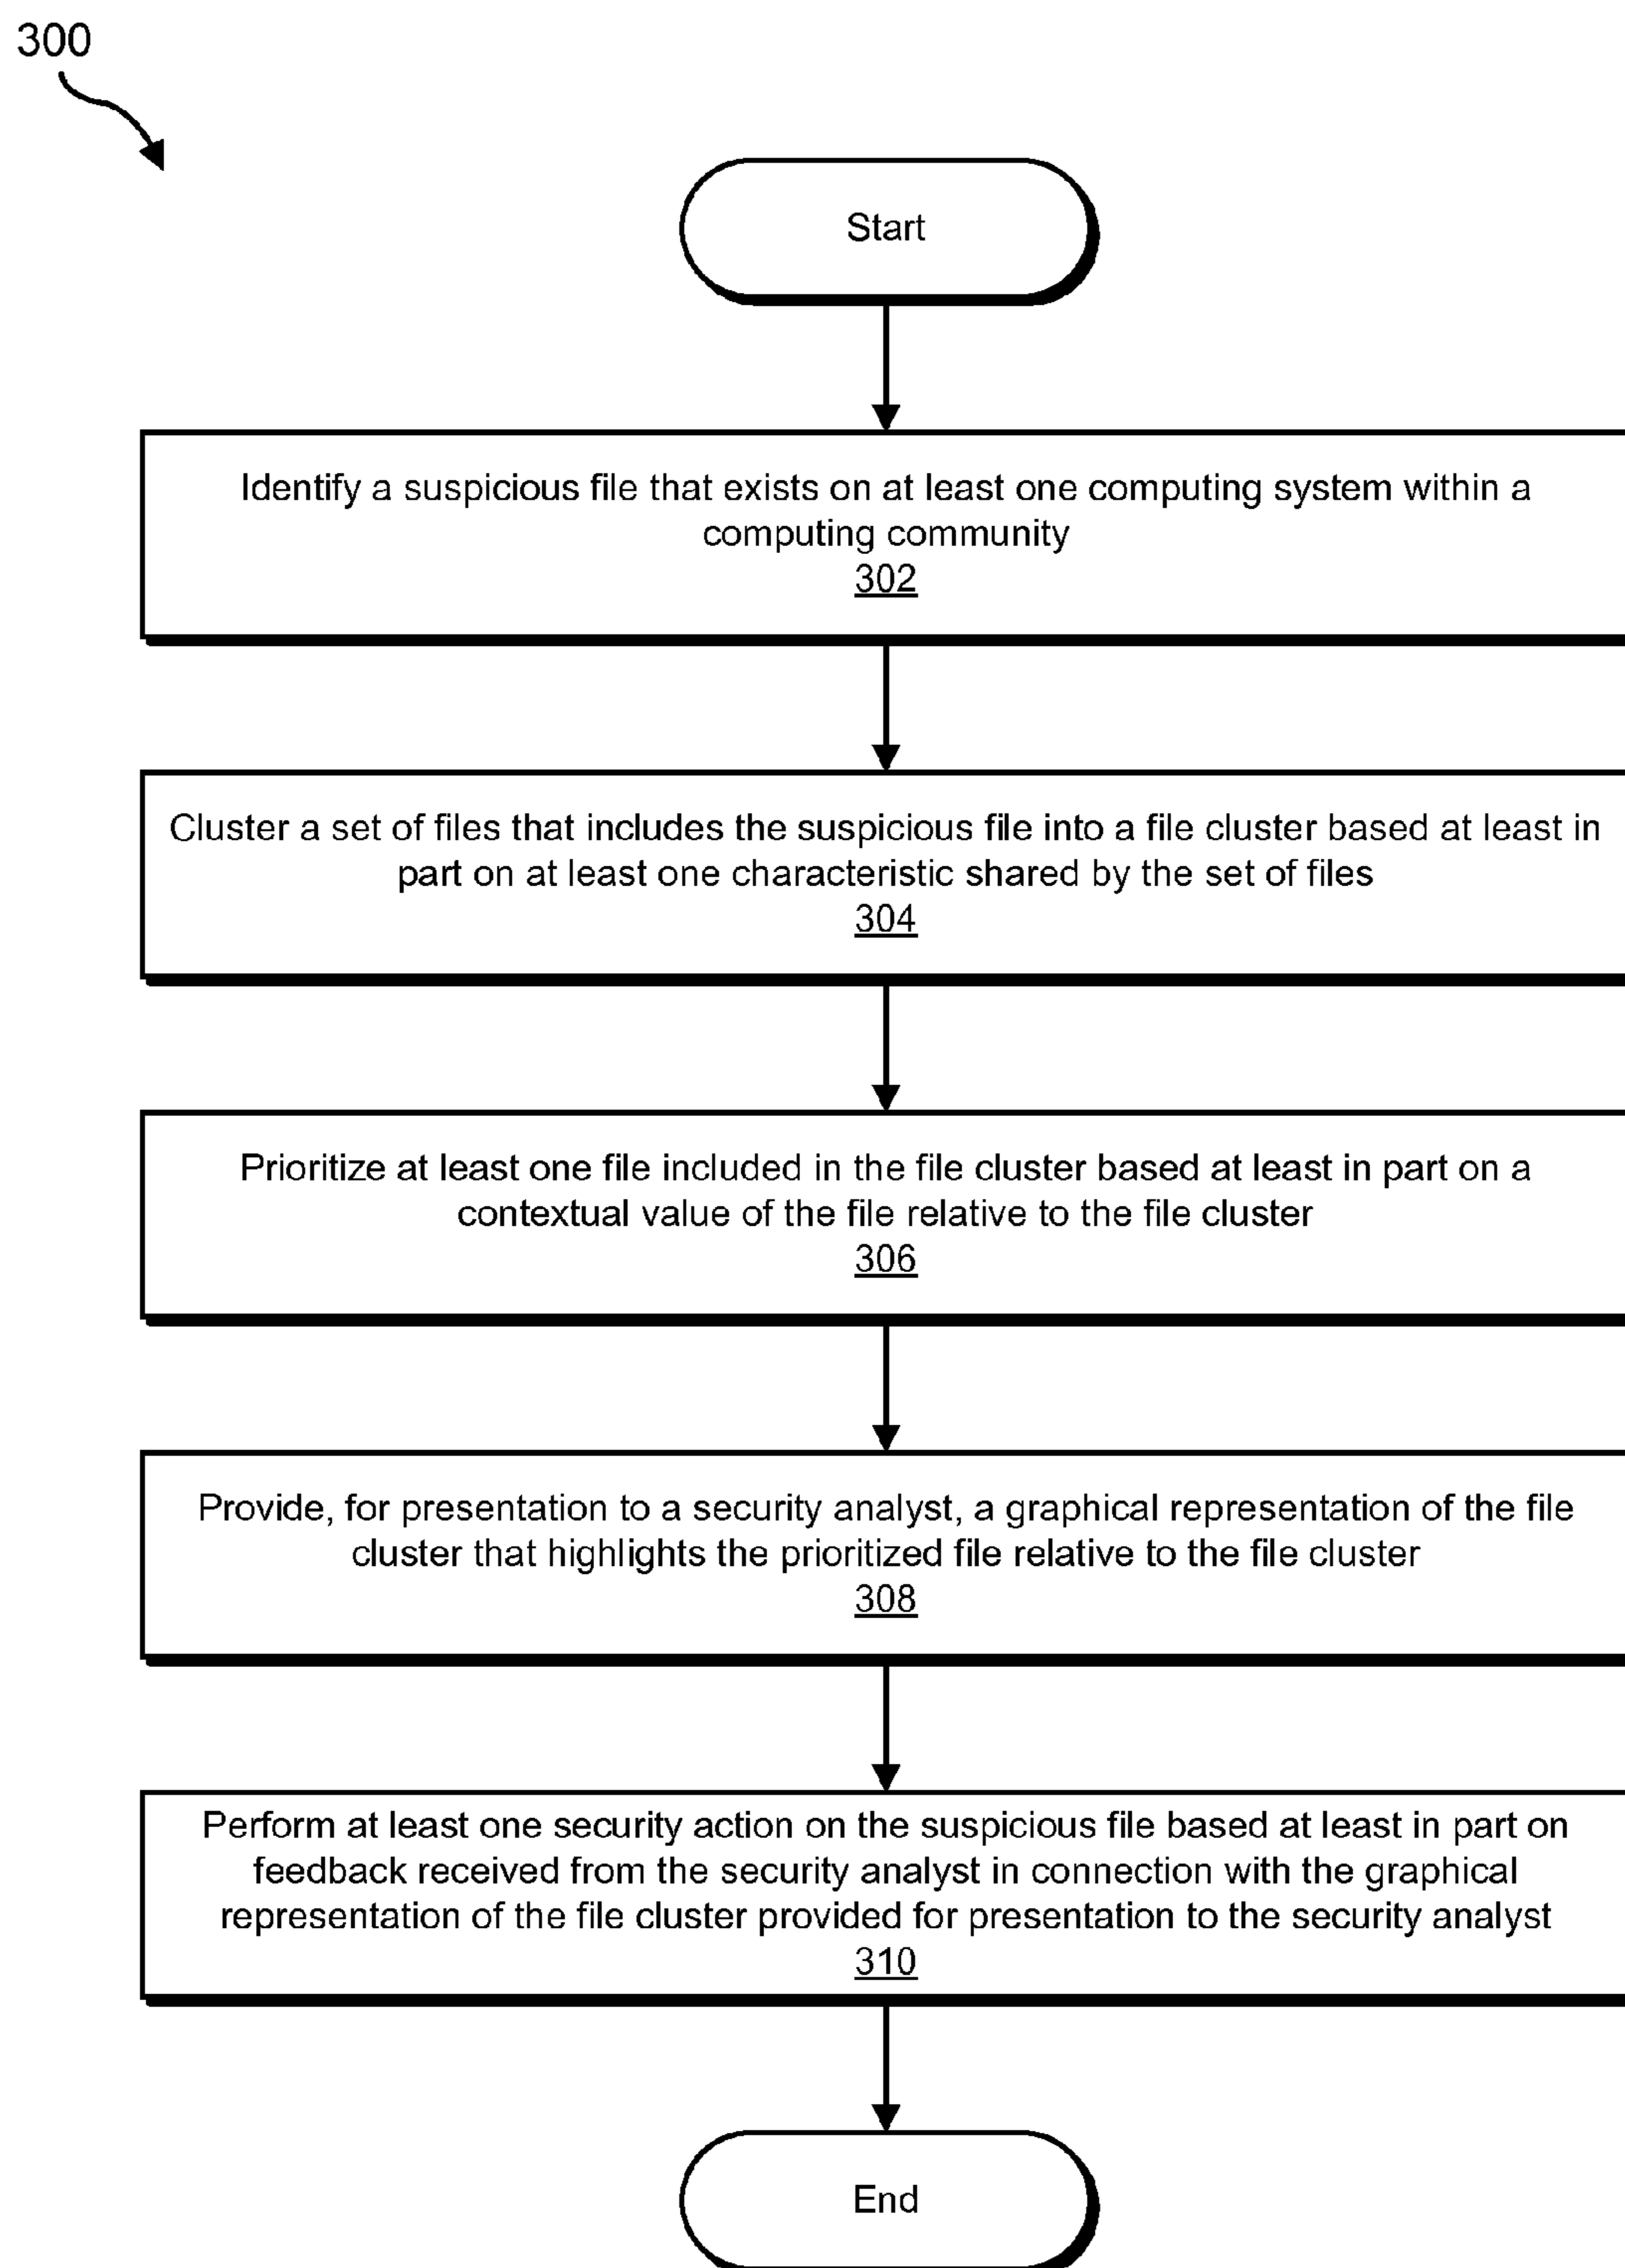 300
Start
Identify a suspicious file that exists on at least one computing system within a
computing community
302
Cluster a set of files that includes the suspicious file into a file cluster based at least in
part on at least one characteristic shared by the set of files
304
Prioritize at least one file included in the file cluster based at least in part on a
contextual value of the file relative to the file cluster
306
Provide, for presentation to a security analyst, a graphical representation of the file
cluster that highlights the prioritized file relative to the file cluster
308
Perform at least one security action on the suspicious file based at least in part on
feedback received from the security analyst in connection with the graphical
representation of the file cluster provided for presentation to the security analyst
310
End